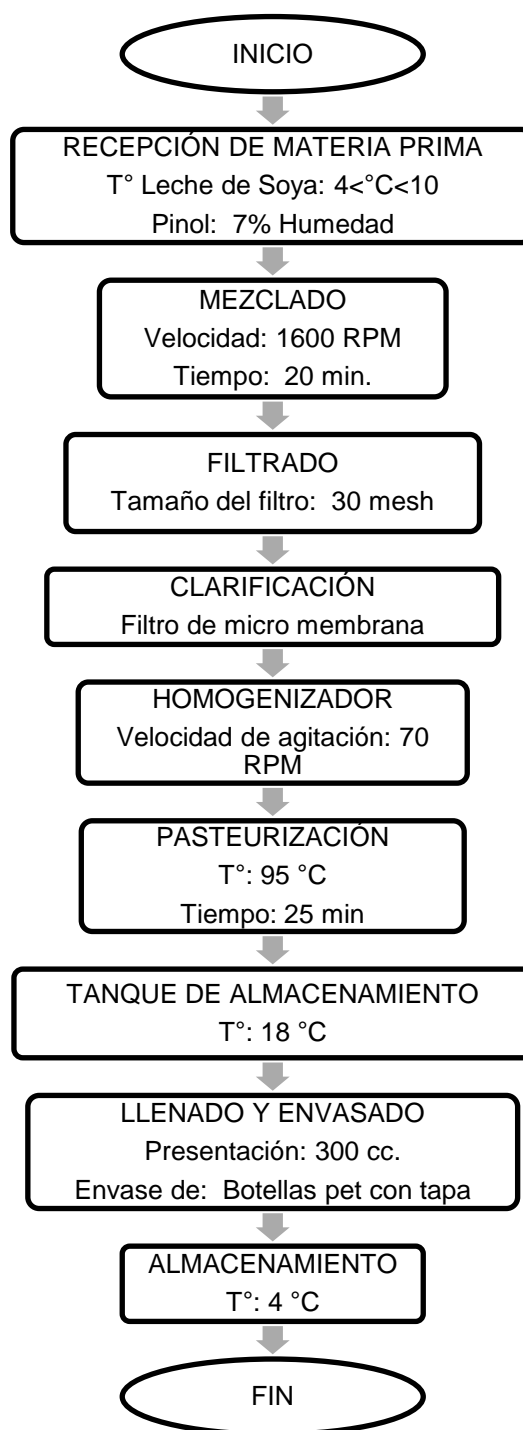 INICIO
RECEPCIÓN DE MATERIA PRIMA
T° Leche de Soya: 4<°C<10
Pinol: 7% Humedad
MEZCLADO
Velocidad: 1600 RPM
Tiempo: 20 min.
FILTRADO
Tamaño del filtro: 30 mesh
CLARIFICACIÓN
Filtro de micro membrana
HOMOGENIZADOR
Velocidad de agitación: 70
RPM
PASTEURIZACIÓN
T°: 95 °C
Tiempo: 25 min
TANQUE DE ALMACENAMIENTO
T°: 18 °C
LLENADO Y ENVASADO
Presentación: 300 cc.
Envase de: Botellas pet con tapa
ALMACENAMIENTO
T°: 4 °C
FIN